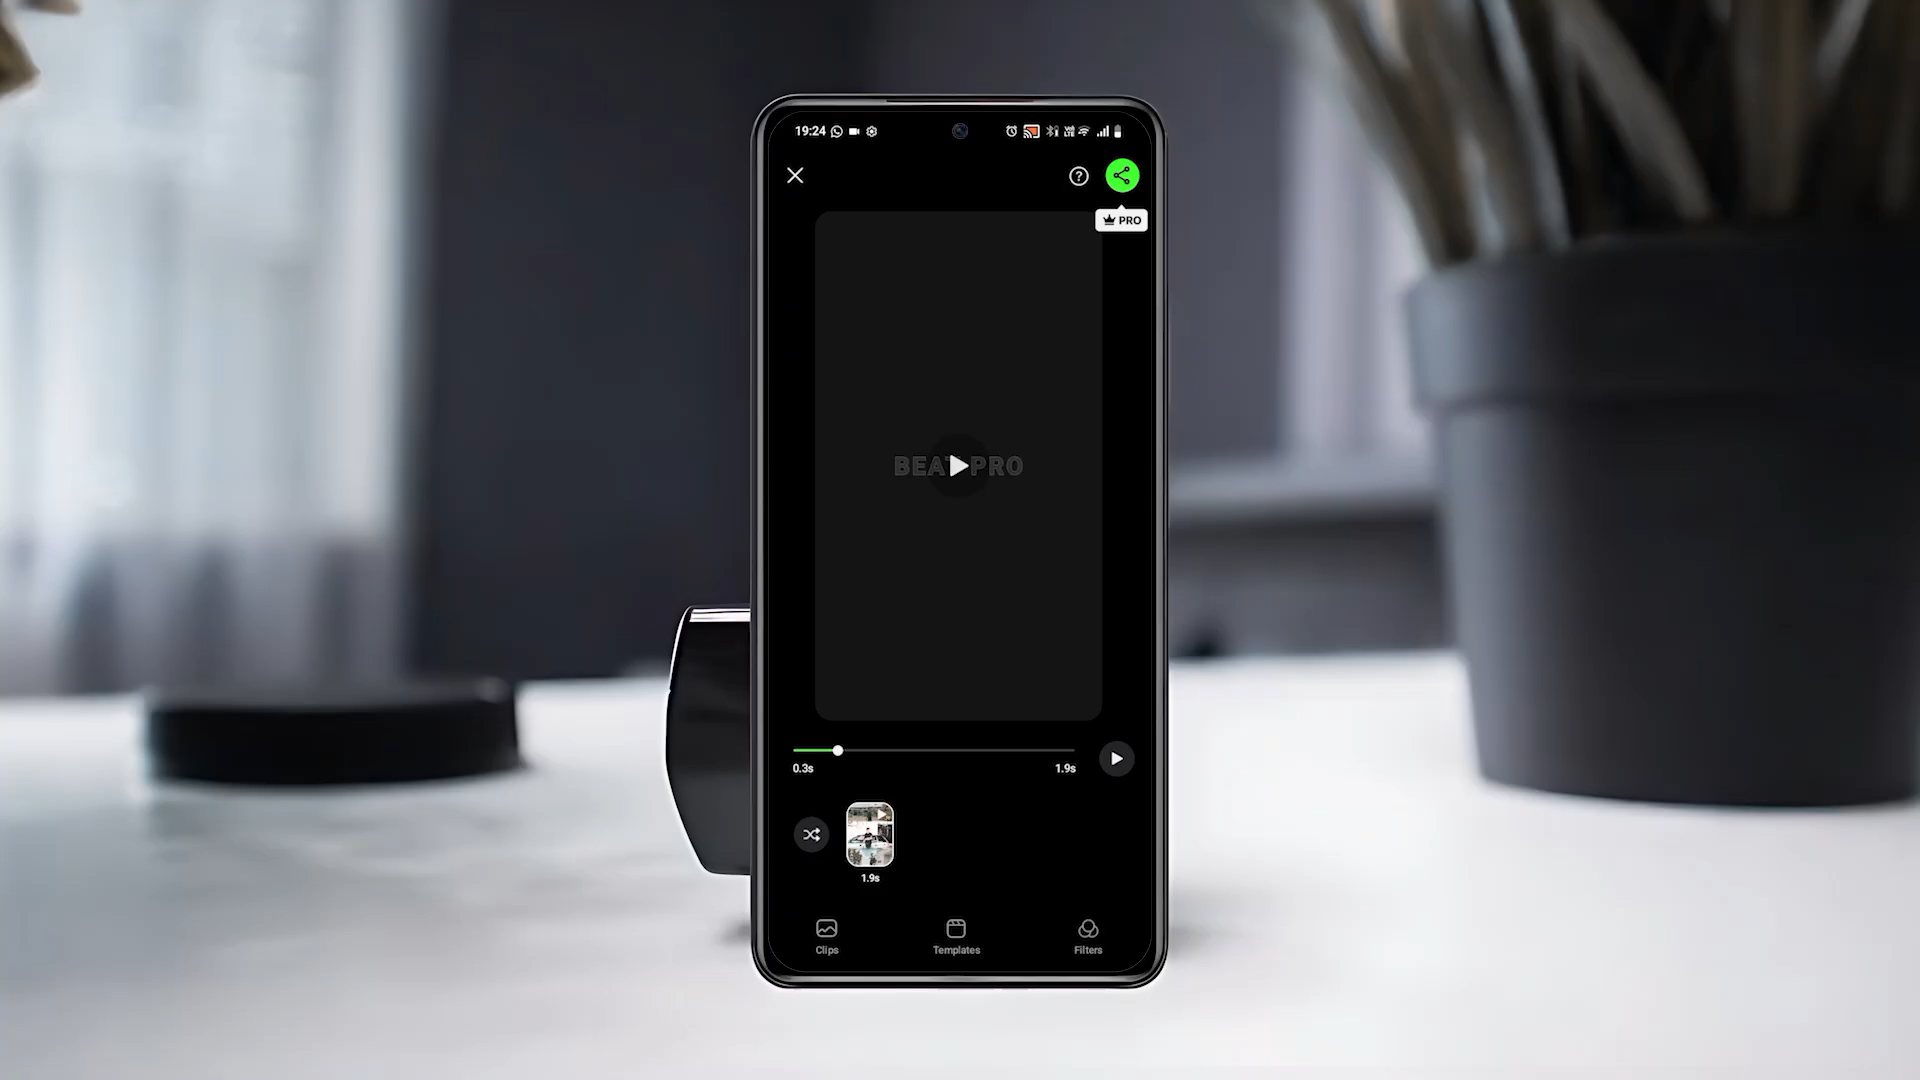 19:24
PRO
BEAT PRO
0.3s
1.9s
1.9s
Clips
Templates
Filters